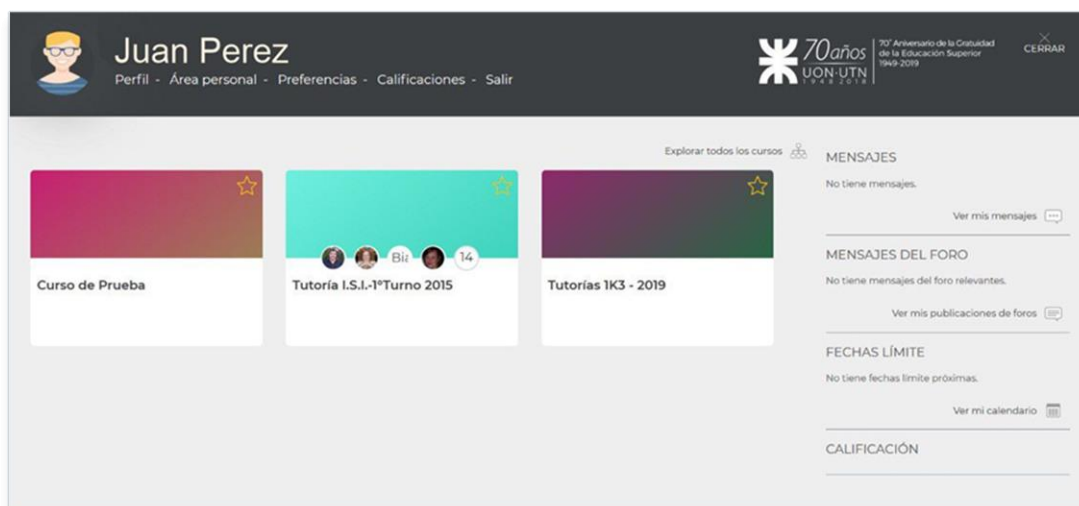 Juan Perez
Perfil - Área personal - Preferencias - Calificaciones - Salir
70años
UON·UTN
1948 2018
70° Aniversario de la Gratuidad
de la Educación Superior
1949-2019
CERRAR
Explorar todos los cursos
Curso de Prueba
14
Tutoría I.S.I.-1°Turno 2015
Tutorías 1K3 - 2019
MENSAJES
No tiene mensajes.
Ver mis mensajes
MENSAJES DEL FORO
No tiene mensajes del foro relevantes.
Ver mis publicaciones de foros
FECHAS LÍMITE
No tiene fechas límite próximas.
Ver mi calendario
CALIFICACIÓN